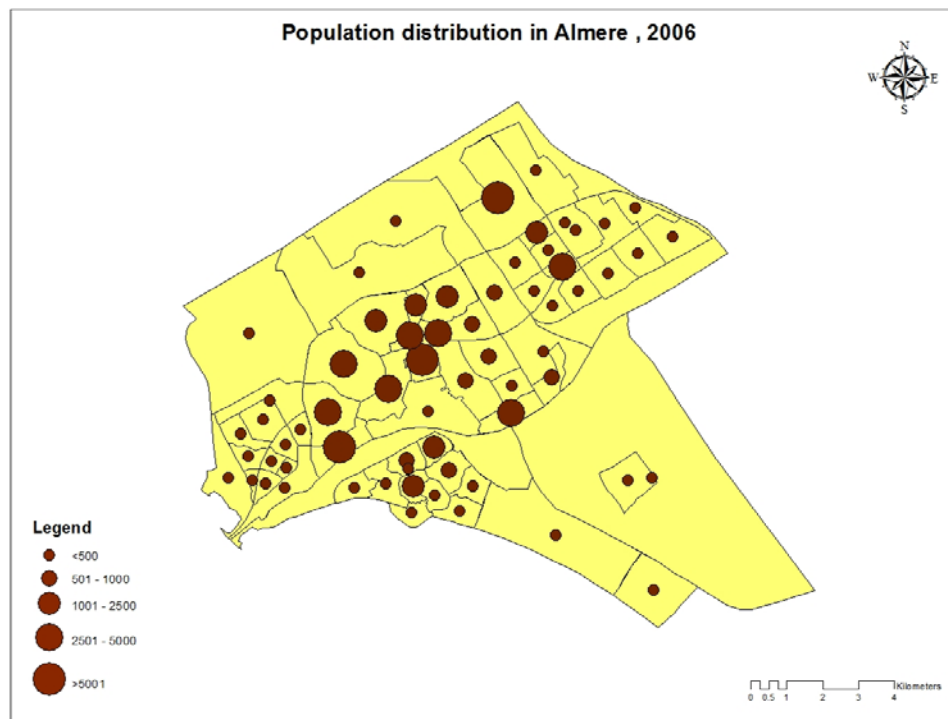 Population distribution in Almere , 2006
N
W E
S
Legend
<500
501 - 1000
1001 - 2500
2501 - 5000
>5001
Kilometers
0 0.5 1 2 3 4